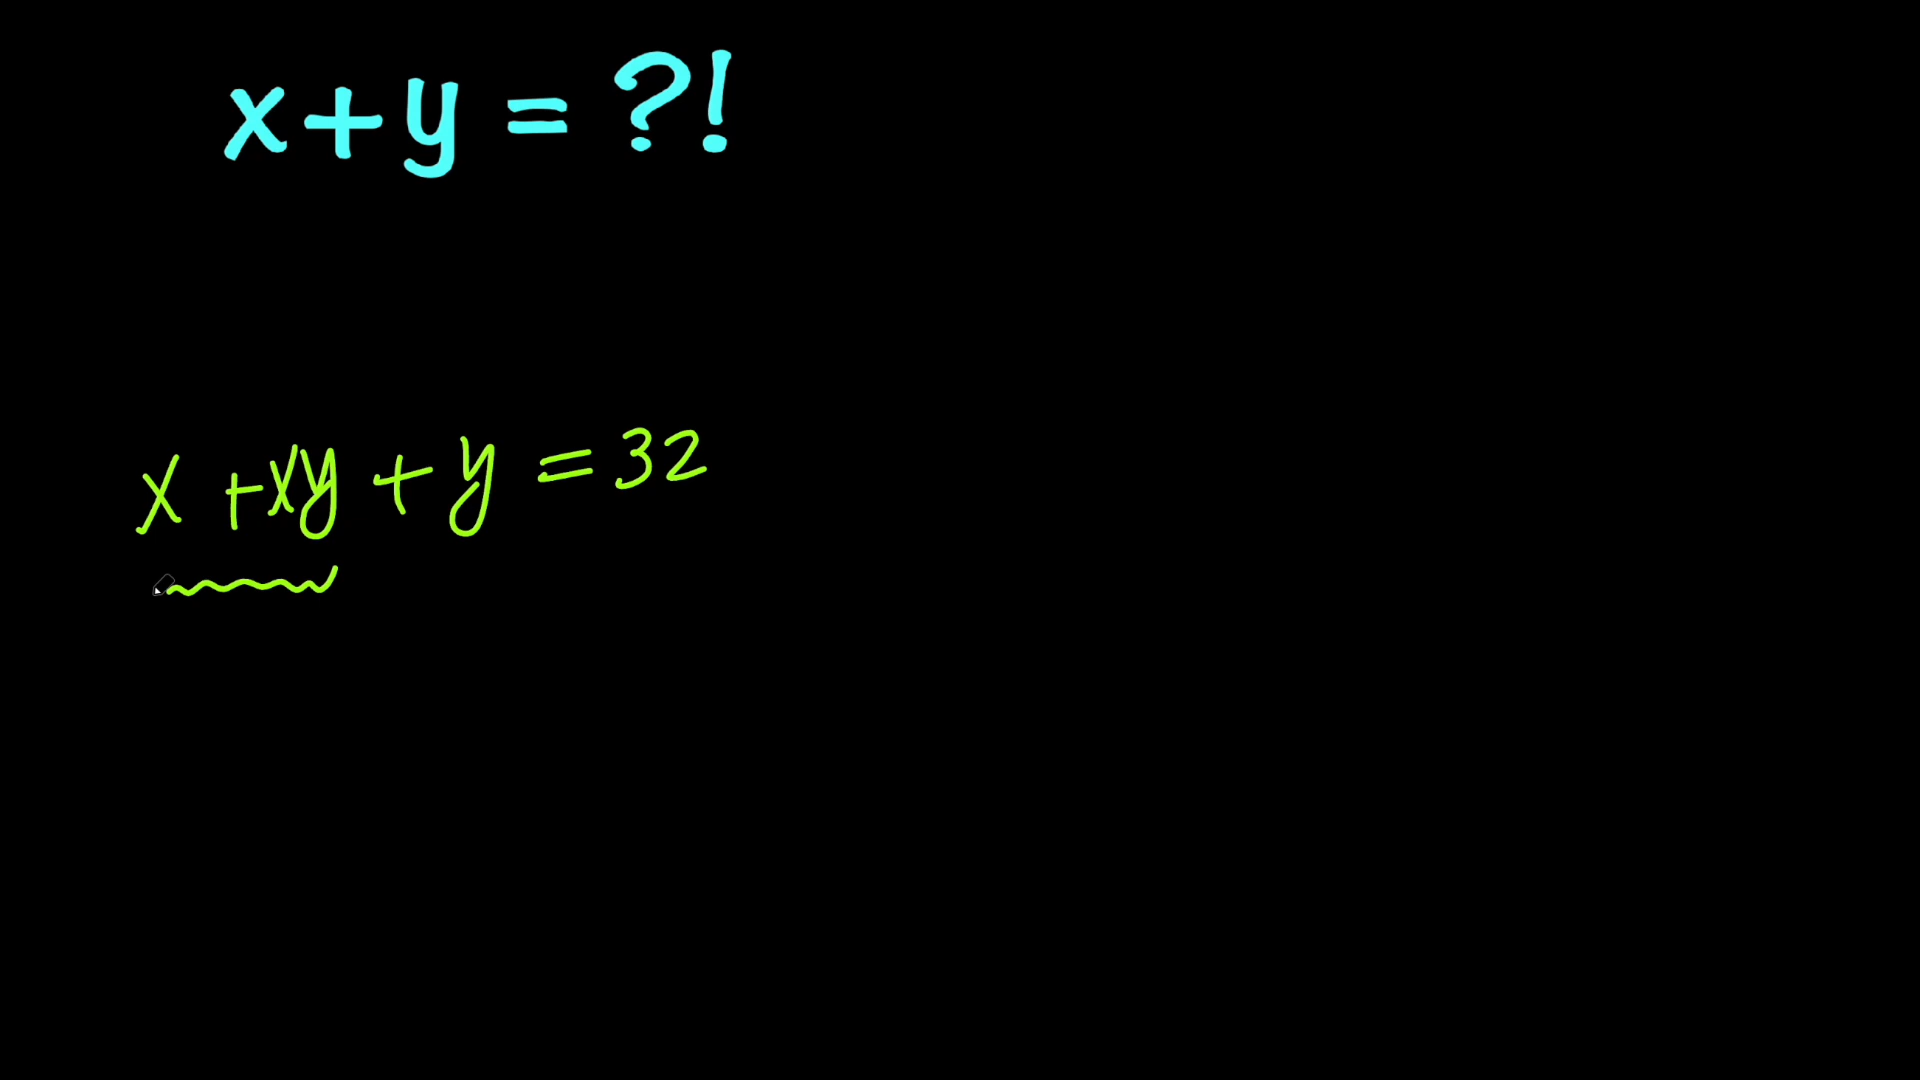 x+y = ?!
x + xy + y = 32